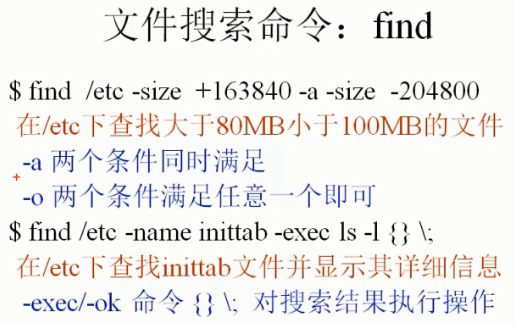 文件搜索命令：find
$ find /etc -size +163840 -a -size -204800
在/etc下查找大于80MB小于100MB的文件
-a 两个条件同时满足
-o 两个条件满足任意一个即可
$ find /etc -name inittab -exec ls -l {} \;
在/etc下查找inittab文件并显示其详细信息
-exec/-ok 命令 {} \; 对搜索结果执行操作